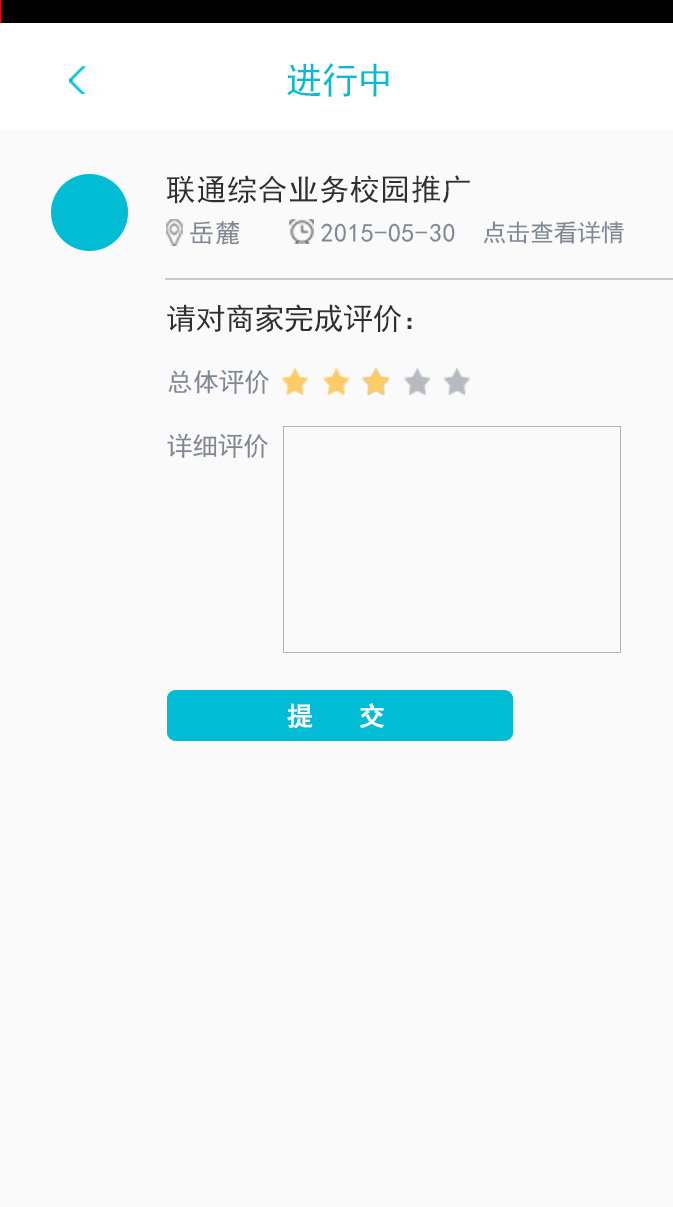 进行中
联通综合业务校园推广
岳麓 2015-05-30 点击查看详情
请对商家完成评价：
总体评价
详细评价
提 交